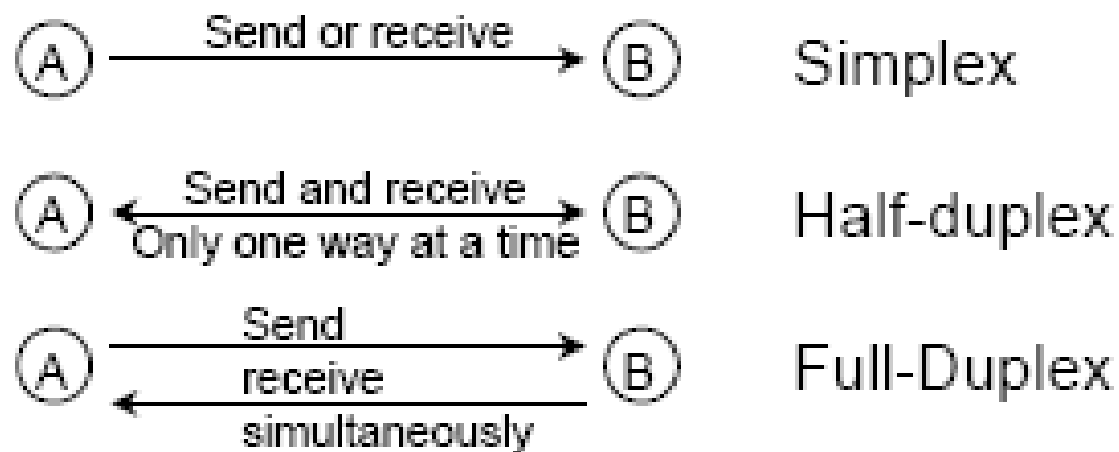 Send or receive
A B Simplex
Send and receive
A B Half-duplex
Only one way at a time
Send
A B Full-Duplex
receive
simultaneously